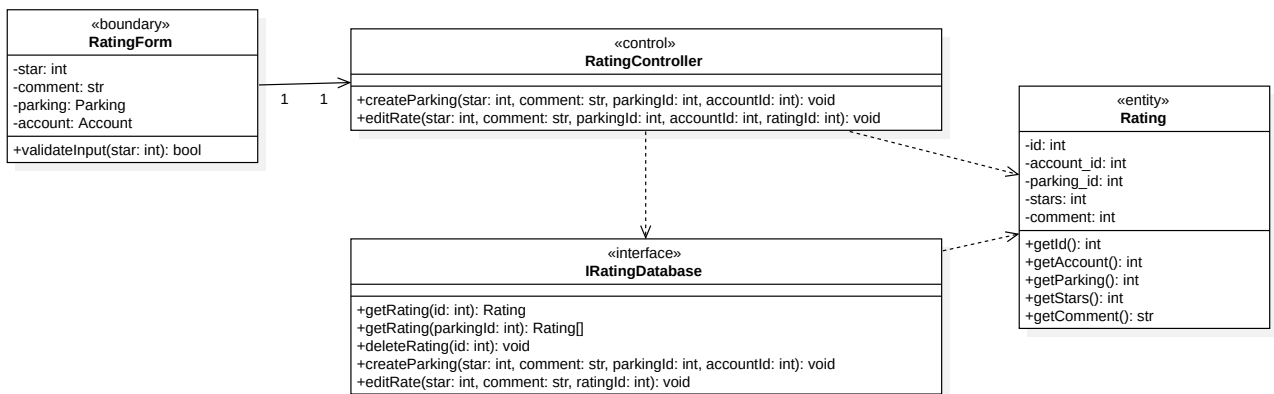 «boundary»
RatingForm
-star: int
-comment: str
-parking: Parking
-account: Account
+validateInput(star: int): bool
1
1
«control»
RatingController
+createParking(star: int, comment: str, parkingId: int, accountId: int): void
+editRate(star: int, comment: str, parkingId: int, accountId: int, ratingId: int): void
«entity»
Rating
-id: int
-account_id: int
-parking_id: int
-stars: int
-comment: int
+getId(): int
+getAccount(): int
+getParking(): int
+getStars(): int
+getComment(): str
«interface»
IRatingDatabase
+getRating(id: int): Rating
+getRating(parkingId: int): Rating[]
+deleteRating(id: int): void
+createParking(star: int, comment: str, parkingId: int, accountId: int): void
+editRate(star: int, comment: str, ratingId: int): void